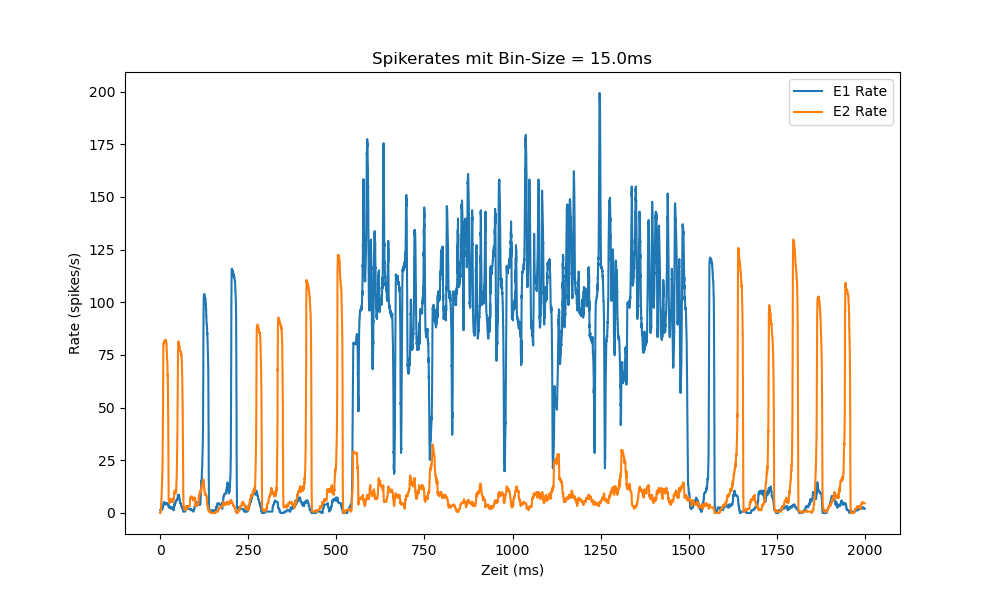 Spikerates mit Bin-Size = 15.0ms
E1 Rate
E2 Rate
Rate (spikes/s)
200
175
150
125
100
75
50
25
0
0 250 500 750 1000 1250 1500 1750 2000
Zeit (ms)